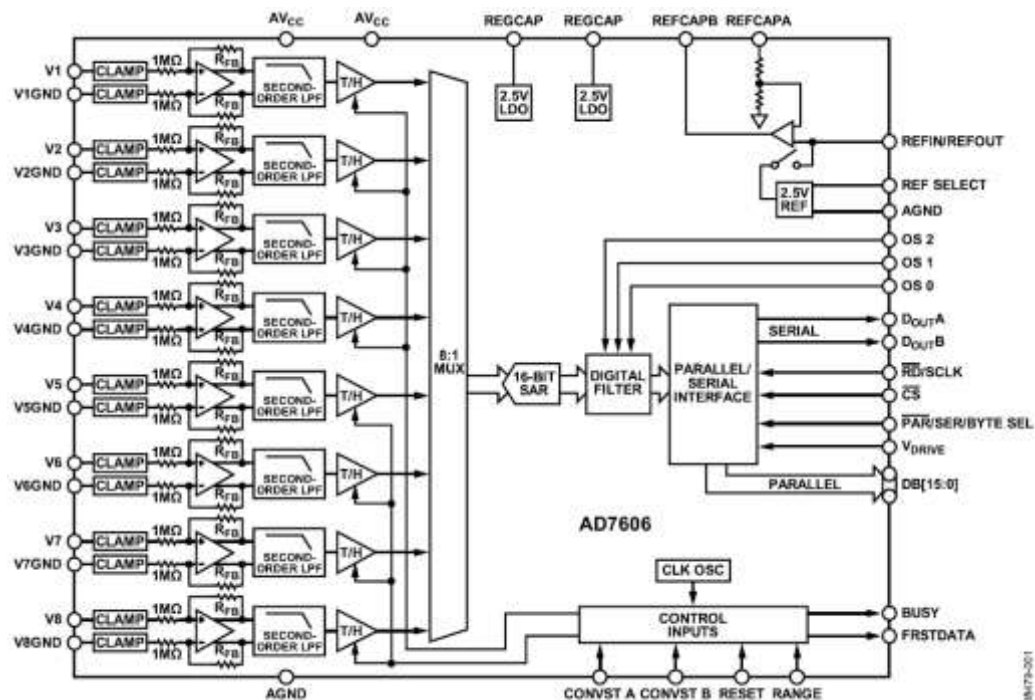 AVCC
AVCC
REGCAP
REGCAP
REFCAPB
REFCAPA
V1
V1GND
CLAMP
CLAMP
1MΩ
1MΩ
RFB
RFB
SECOND-
ORDER LPF
T/H
V2
V2GND
CLAMP
CLAMP
1MΩ
1MΩ
RFB
RFB
SECOND-
ORDER LPF
T/H
V3
V3GND
CLAMP
CLAMP
1MΩ
1MΩ
RFB
RFB
SECOND-
ORDER LPF
T/H
V4
V4GND
CLAMP
CLAMP
1MΩ
1MΩ
RFB
RFB
SECOND-
ORDER LPF
T/H
V5
V5GND
CLAMP
CLAMP
1MΩ
1MΩ
RFB
RFB
SECOND-
ORDER LPF
T/H
V6
V6GND
CLAMP
CLAMP
1MΩ
1MΩ
RFB
RFB
SECOND-
ORDER LPF
T/H
V7
V7GND
CLAMP
CLAMP
1MΩ
1MΩ
RFB
RFB
SECOND-
ORDER LPF
T/H
V8
V8GND
CLAMP
CLAMP
1MΩ
1MΩ
RFB
RFB
SECOND-
ORDER LPF
T/H
8:1
MUX
2.5V
LDO
2.5V
LDO
REFIN/REFOUT
2.5V
REF
REF SELECT
AGND
OS 2
OS 1
OS 0
16-BIT
SAR
DIGITAL
FILTER
PARALLEL/
SERIAL
INTERFACE
SERIAL
DOUTA
DOUTB
RD/SCLK
CS
PAR/SER/BYTE SEL
VDRIVE
PARALLEL
DB[15:0]
AD7606
CLK OSC
CONTROL
INPUTS
BUSY
FRSTDATA
AGND
CONVST A
CONVST B
RESET
RANGE